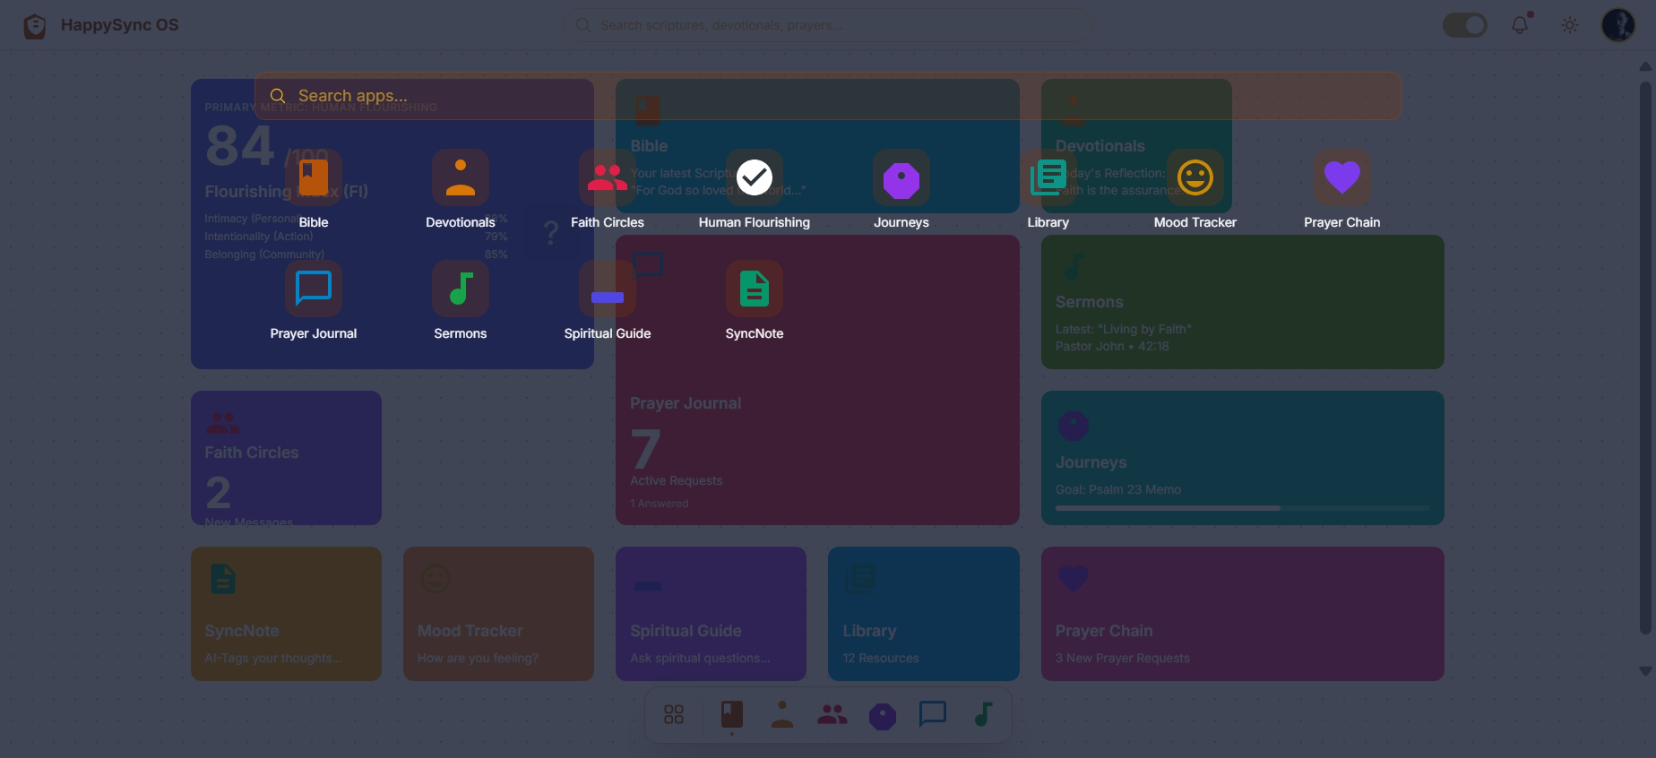 HappySync OS
Search scriptures, devotionals, prayers...
Search apps...
PRIMARY METRIC: HUMAN FLOURISHING
84 /100
Flourishing Index (FI)
Intimacy (Personal
Intentionality (Action) 79%
Belonging (Community) 85%
?
Bible
Your latest Scriptu
"For God so loved world..."
Devotionals
day's Reflection:
aith is the assurance
Bible
Devotionals
Faith Circles
Human Flourishing
Journeys
Library
Mood Tracker
Prayer Chain
Prayer Journal
Sermons
Spiritual Guide
SyncNote
Sermons
Latest: "Living by Faith"
Pastor John • 42:18
Faith Circles
2
New Messages
Prayer Journal
7
Active Requests
1 Answered
Journeys
Goal: Psalm 23 Memo
SyncNote
AI-Tags your thoughts...
Mood Tracker
How are you feeling?
Spiritual Guide
Ask spiritual questions...
Library
12 Resources
Prayer Chain
3 New Prayer Requests